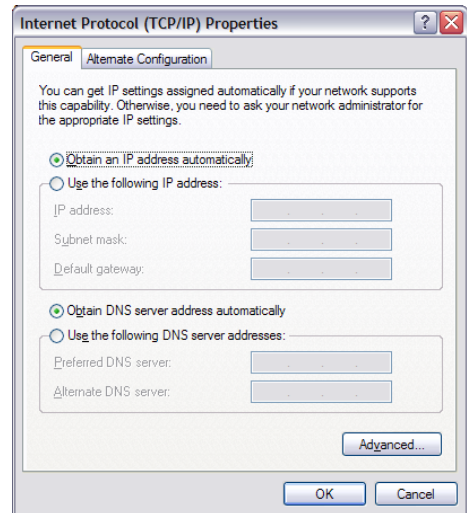 Internet Protocol (TCP/IP) Properties
General Alternate Configuration
You can get IP settings assigned automatically if your network supports
this capability. Otherwise, you need to ask your network administrator for
the appropriate IP settings.
Obtain an IP address automatically
Use the following IP address:
IP address:
Subnet mask:
Default gateway:
Obtain DNS server address automatically
Use the following DNS server addresses:
Preferred DNS server:
Alternate DNS server:
Advanced...
OK Cancel